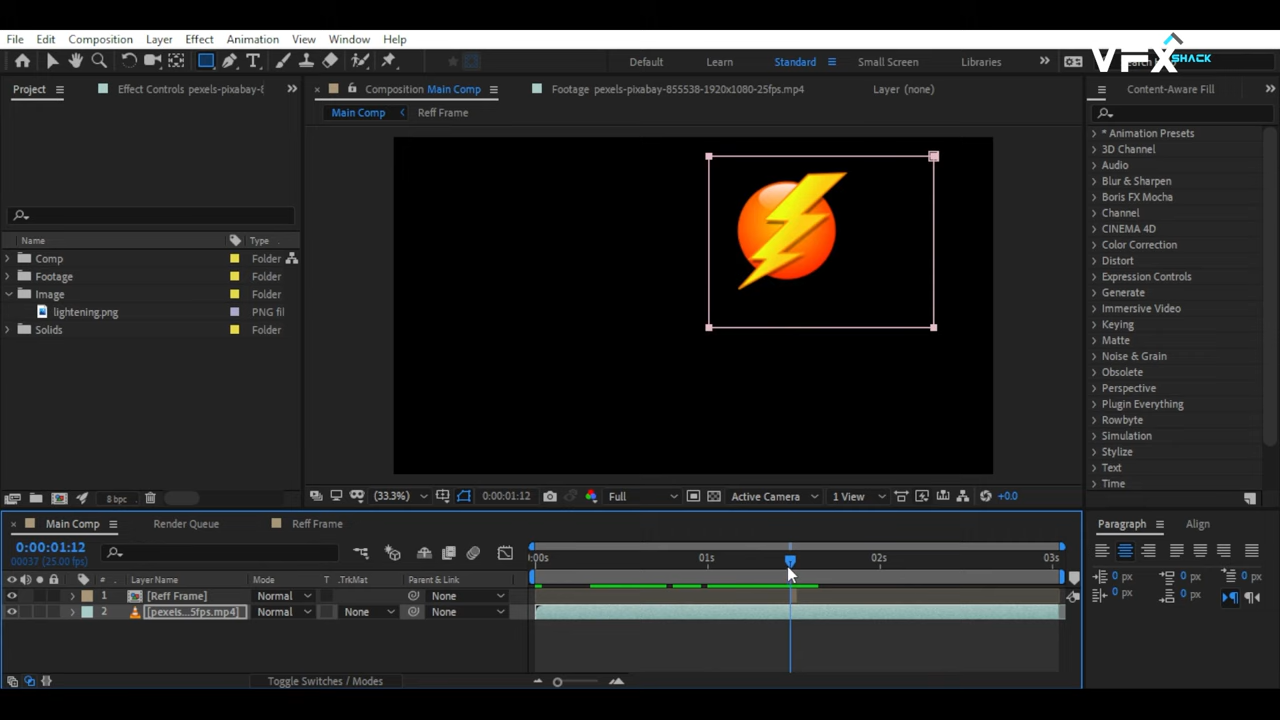 File Edit Composition Layer Effect Animation View Window Help
Default Learn Standard Small Screen Libraries
VFX SHACK
Project Effect Controls pexels-pixabay-8
Composition Main Comp Footage pexels-pixabay-855538-1920x1080-25fps.mp4 Layer (none)
Content-Aware Fill
Main Comp Reff Frame
Name Type
Comp Folder
Footage Folder
Image Folder
lightening.png PNG fil
Solids Folder
8 bpc
* Animation Presets
3D Channel
Audio
Blur & Sharpen
Boris FX Mocha
Channel
CINEMA 4D
Color Correction
Distort
Expression Controls
Generate
Immersive Video
Keying
Matte
Noise & Grain
Obsolete
Perspective
Plugin Everything
Rowbyte
Simulation
Stylize
Text
Time
(33.3%) 0:00:01:12 Full Active Camera 1 View +0.0
Main Comp Render Queue Reff Frame
0:00:01:12
00037 (25.00 fps)
:00s 01s 02s 03s
# Layer Name Mode T .TrkMat Parent & Link
1 [Reff Frame] Normal None
2 [pexels...5fps.mp4] Normal None None
Toggle Switches / Modes
Paragraph Align
0 px 0 px 0 px
0 px 0 px